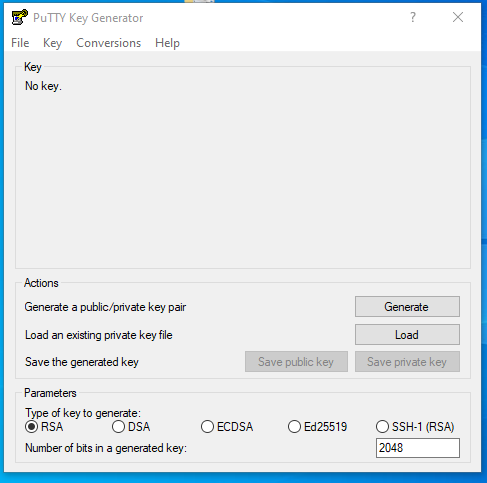 PuTTY Key Generator ?
File Key Conversions Help
Key
No key.
Actions
Generate a public/private key pair Generate
Load an existing private key file Load
Save the generated key Save public key Save private key
Parameters
Type of key to generate:
RSA DSA ECDSA Ed25519 SSH-1 (RSA)
Number of bits in a generated key: 2048